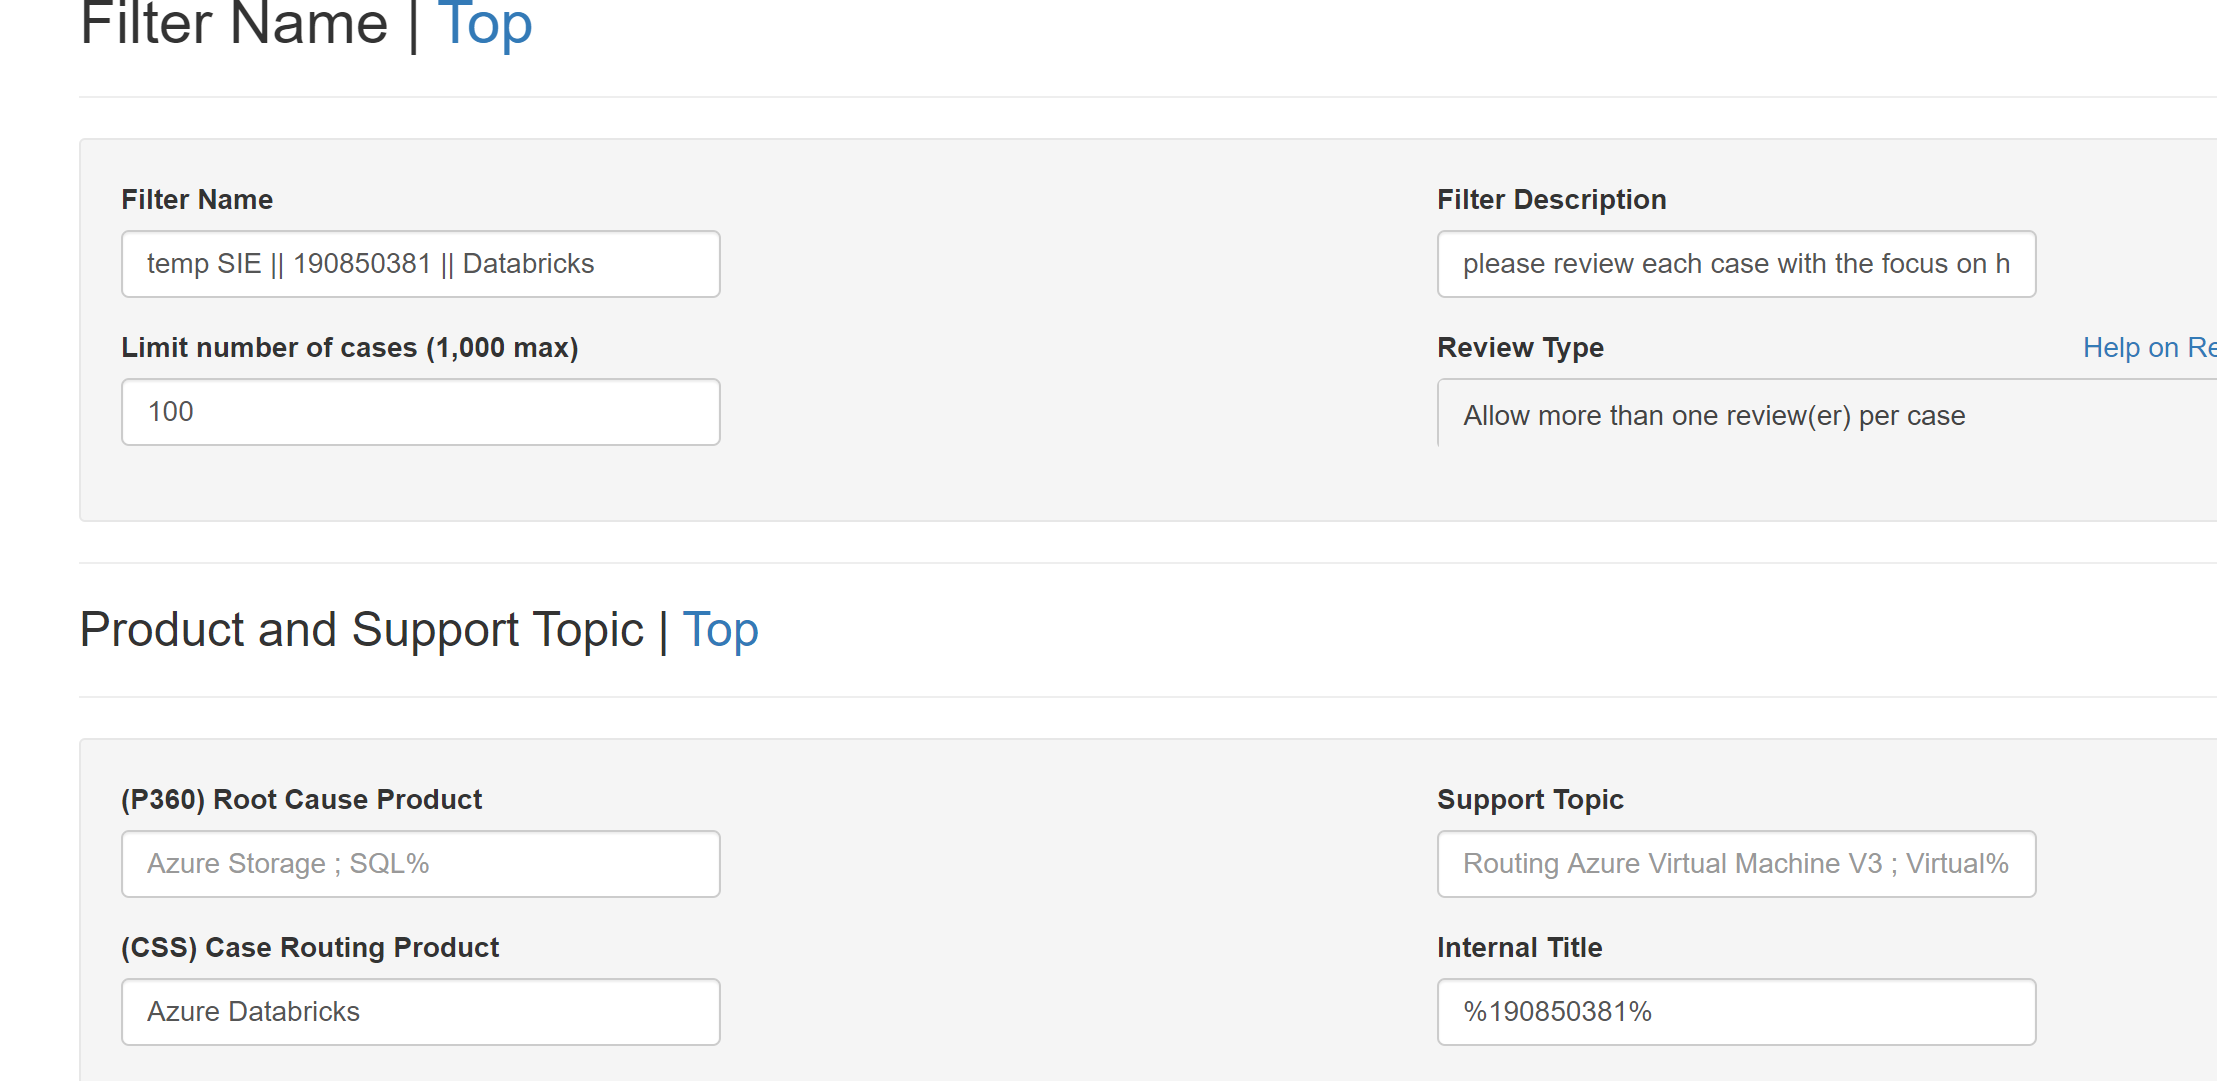 Filter Name | Top
Filter Name
Filter Description
temp SIE || 190850381 || Databricks
please review each case with the focus on h
Limit number of cases (1,000 max)
Review Type
Help on Re
100
Allow more than one review(er) per case
Product and Support Topic | Top
(P360) Root Cause Product
Support Topic
Azure Storage ; SQL%
Routing Azure Virtual Machine V3 ; Virtual%
(CSS) Case Routing Product
Internal Title
Azure Databricks
%190850381%